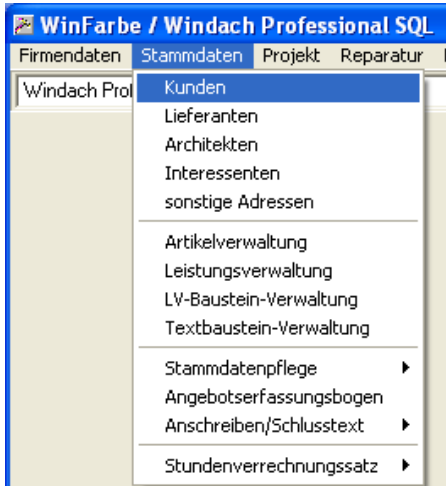 WinFarbe / Windach Professional SQL
Firmendaten Stammdaten Projekt Reparatur
Windach Prof
Kunden
Lieferanten
Architekten
Interessenten
sonstige Adressen
Artikelverwaltung
Leistungsverwaltung
LV-Baustein-Verwaltung
Textbaustein-Verwaltung
Stammdatenpflege
Angebotserfassungsbogen
Anschreiben/Schlusstext
Stundenverrechnungssatz